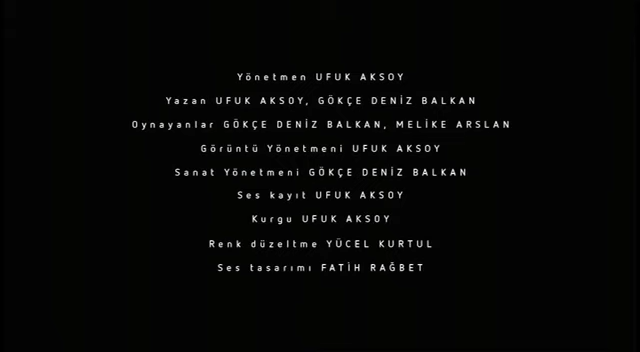 Yönetmen UFUK AKSOY
Yazan UFUK AKSOY, GÖKÇE DENİZ BALKAN
Oynayanlar GÖKÇE DENİZ BALKAN, MELİKE ARSLAN
Görüntü Yönetmeni UFUK AKSOY
Sanat Yönetmeni GÖKÇE DENİZ BALKAN
Ses kayıt UFUK AKSOY
Kurgu UFUK AKSOY
Renk düzeltme YÜCEL KURTUL
Ses tasarımı FATİH RAĞBET